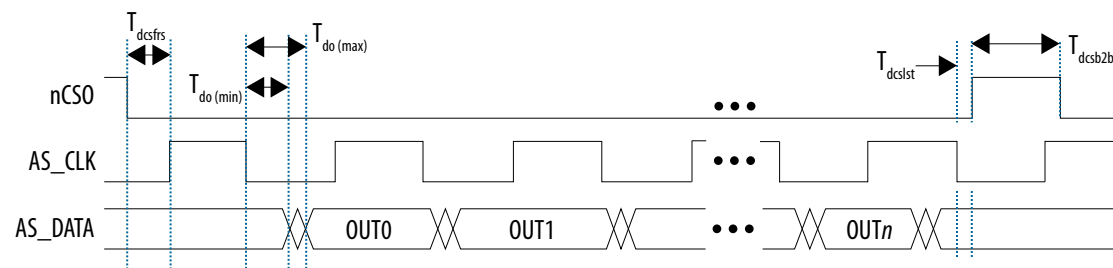 Tdcsfrs
Tdo (max)
Tdo (min)
Tdcslst
Tdcsb2b
nCSO
•••
AS_CLK
•••
AS_DATA
OUT0
OUT1
•••
OUTn